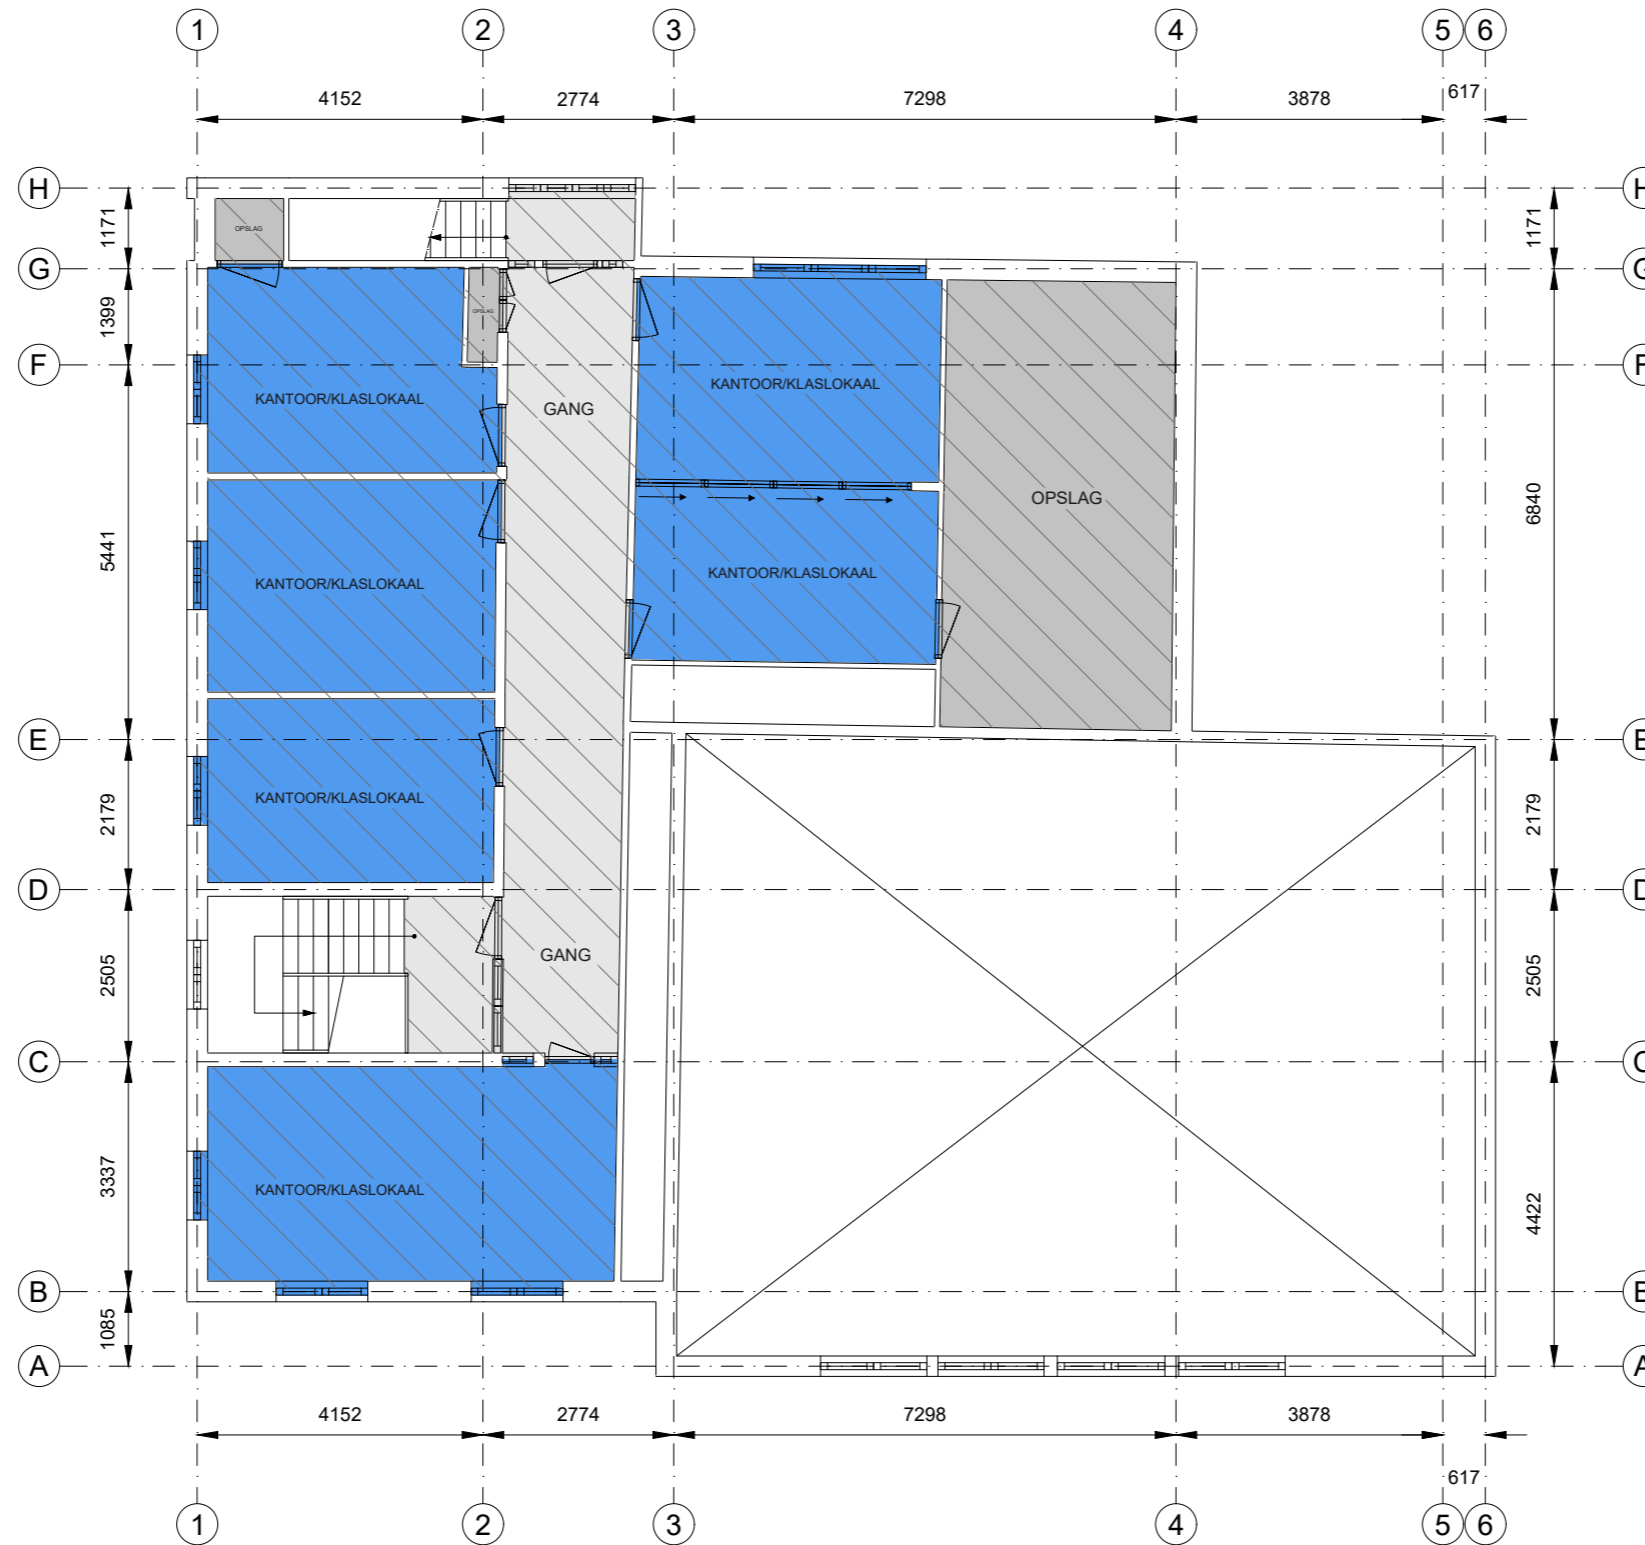 1 2 3 4 5 6
4152 2774 7298 3878 617
H H
1171 1171
OPSLAG
G G
1399
OPSLAG
F F
KANTOOR/KLASLOKAAL GANG KANTOOR/KLASLOKAAL
5441 OPSLAG 6840
KANTOOR/KLASLOKAAL KANTOOR/KLASLOKAAL
E E
KANTOOR/KLASLOKAAL
2179 2179
D D
GANG
2505 2505
C C
3337 KANTOOR/KLASLOKAAL 4422
B B
1085
A A
4152 2774 7298 3878
617
1 2 3 4 5 6